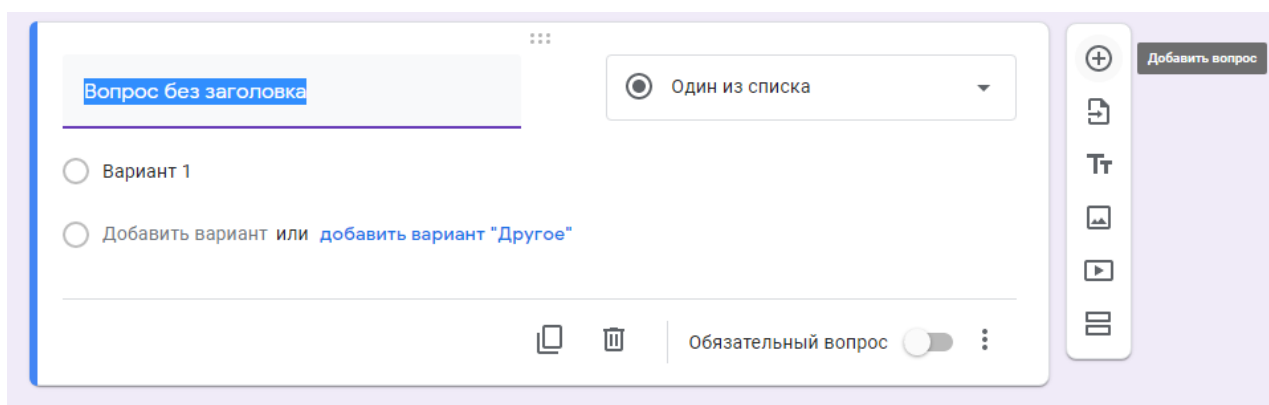 Вопрос без заголовка
Один из списка
Добавить вопрос
Вариант 1
Добавить вариант или добавить вариант "Другое"
Обязательный вопрос